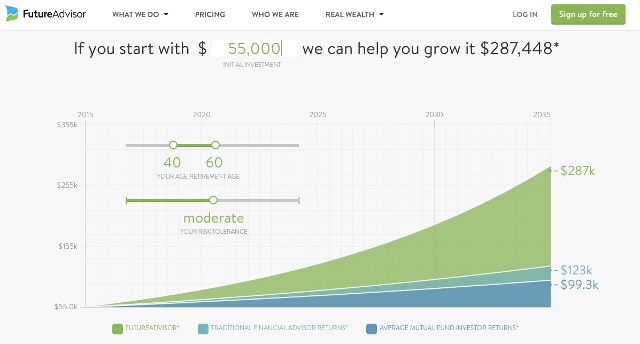 FutureAdvisor WHAT WE DO PRICING WHO WE ARE REAL WEALTH LOG IN Sign up for free
If you start with $ 55,000 we can help you grow it $287,448*
INITIAL INVESTMENT
2015 2020 2025 2030 2035
$355k
40 60
YOUR AGE RETIREMENT AGE
$287k
$255k
moderate
YOUR RISK TOLERANCE
$155k
$123k
$99.3k
$55.0k
FUTUREADVISOR* TRADITIONAL FINANCIAL ADVISOR RETURNS* AVERAGE MUTUAL FUND INVESTOR RETURNS*